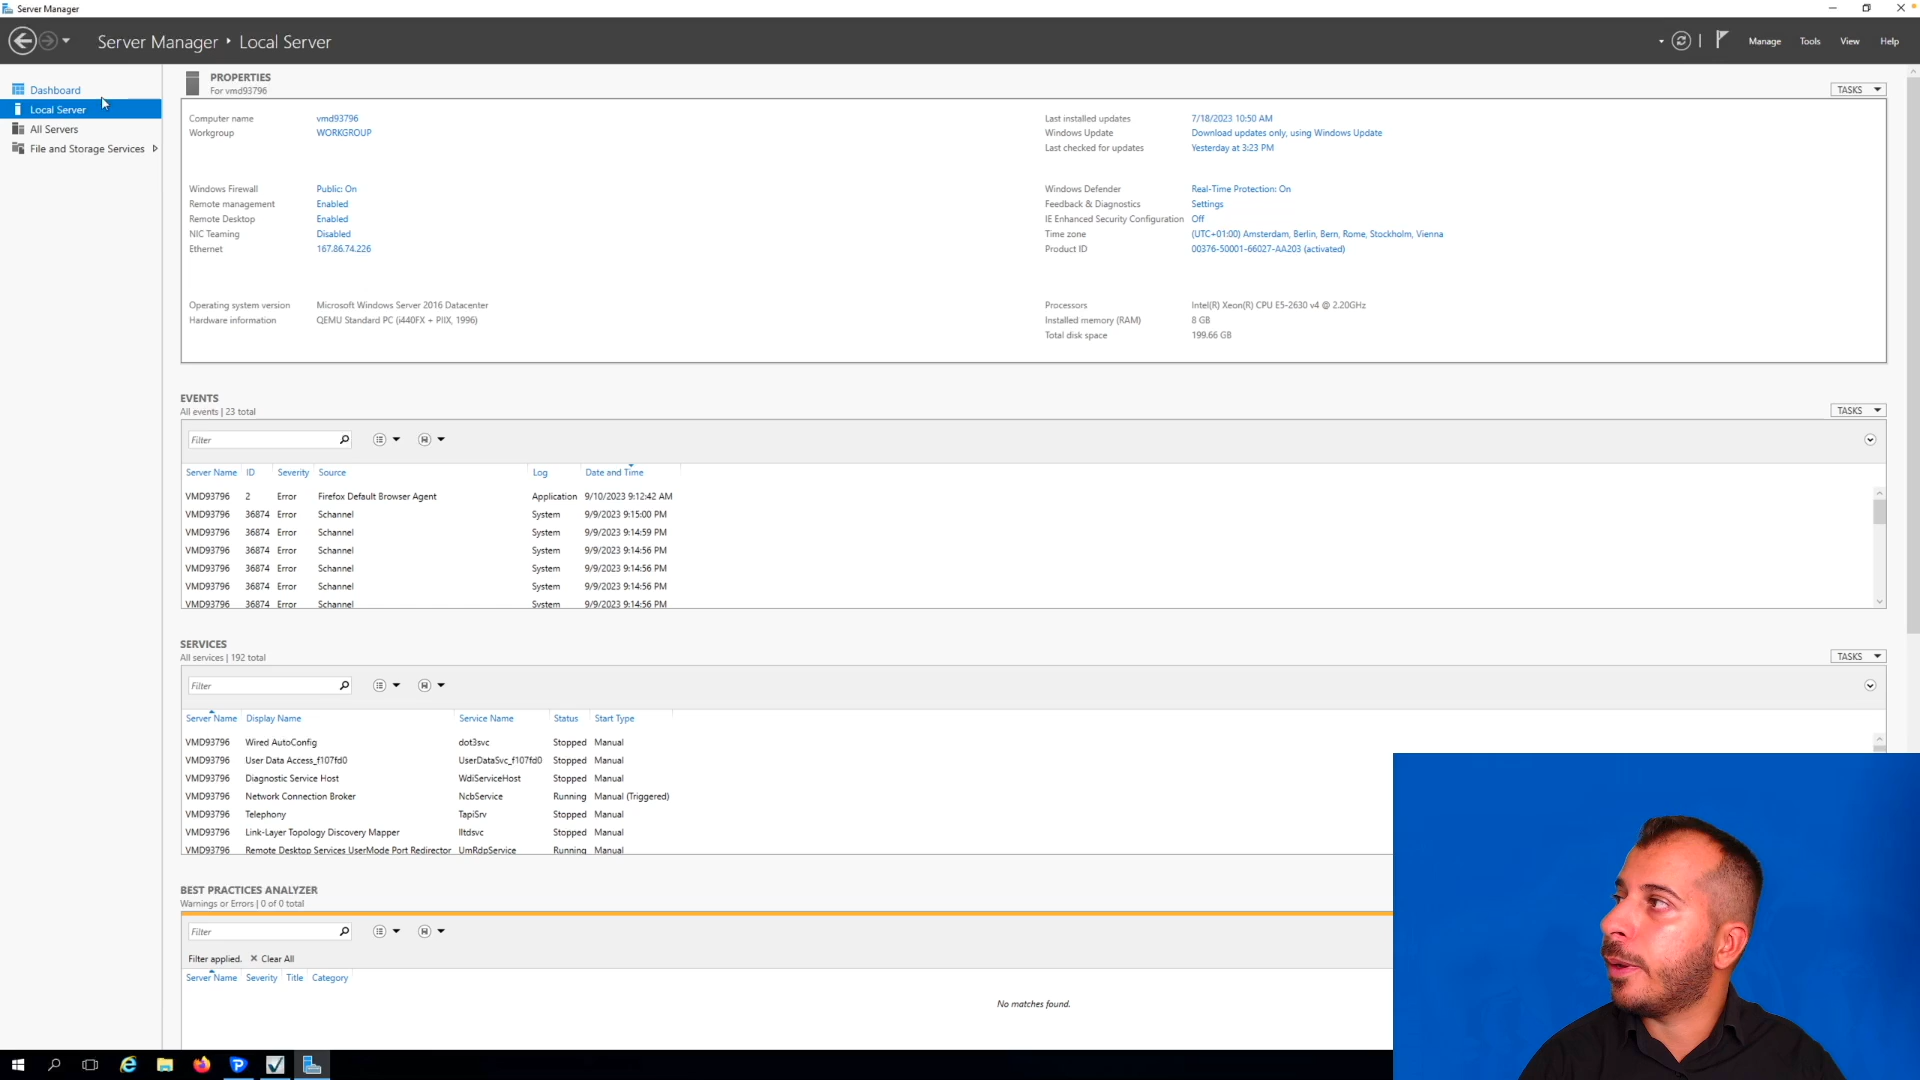 Server Manager
Server Manager • Local Server
Manage Tools View Help
Dashboard
Local Server
All Servers
File and Storage Services
PROPERTIES
For vmd93796
TASKS
Computer name vmd93796
Workgroup WORKGROUP
Last installed updates 7/18/2023 10:50 AM
Windows Update Download updates only, using Windows Update
Last checked for updates Yesterday at 3:23 PM
Windows Firewall Public: On
Remote management Enabled
Remote Desktop Enabled
NIC Teaming Disabled
Ethernet 167.86.74.226
Windows Defender Real-Time Protection: On
Feedback & Diagnostics Settings
IE Enhanced Security Configuration Off
Time zone (UTC+01:00) Amsterdam, Berlin, Bern, Rome, Stockholm, Vienna
Product ID 00376-50001-66027-AA203 (activated)
Operating system version Microsoft Windows Server 2016 Datacenter
Hardware information QEMU Standard PC (i440FX + PIIX, 1996)
Processors Intel(R) Xeon(R) CPU E5-2630 v4 @ 2.20GHz
Installed memory (RAM) 8 GB
Total disk space 199.66 GB
EVENTS
All events | 23 total
TASKS
Filter
Server Name ID Severity Source Log Date and Time
VMD93796 2 Error Firefox Default Browser Agent Application 9/10/2023 9:12:42 AM
VMD93796 36874 Error Schannel System 9/9/2023 9:15:00 PM
VMD93796 36874 Error Schannel System 9/9/2023 9:14:59 PM
VMD93796 36874 Error Schannel System 9/9/2023 9:14:56 PM
VMD93796 36874 Error Schannel System 9/9/2023 9:14:56 PM
VMD93796 36874 Error Schannel System 9/9/2023 9:14:56 PM
VMD93796 36874 Error Schannel System 9/9/2023 9:14:56 PM
SERVICES
All services | 192 total
TASKS
Filter
Server Name Display Name Service Name Status Start Type
VMD93796 Wired AutoConfig dot3svc Stopped Manual
VMD93796 User Data Access_f107fd0 UserDataSvc_f107fd0 Stopped Manual
VMD93796 Diagnostic Service Host WdiServiceHost Stopped Manual
VMD93796 Network Connection Broker NcbService Running Manual (Triggered)
VMD93796 Telephony TapiSrv Stopped Manual
VMD93796 Link-Layer Topology Discovery Mapper lltdsvc Stopped Manual
VMD93796 Remote Desktop Services UserMode Port Redirector UmRdpService Running Manual
BEST PRACTICES ANALYZER
Warnings or Errors | 0 of 0 total
Filter
Filter applied. ✕ Clear All
Server Name Severity Title Category
No matches found.